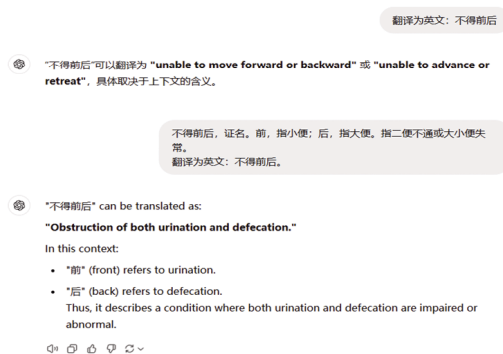 翻译为英文：不得前后
"不得前后"可以翻译为 "unable to move forward or backward" 或 "unable to advance or
retreat"，具体取决于上下文的含义。
不得前后，证名。前，指小便；后，指大便。指二便不通或大小便失
常。
翻译为英文：不得前后。
"不得前后" can be translated as:
"Obstruction of both urination and defecation."
In this context:
• "前" (front) refers to urination.
• "后" (back) refers to defecation.
Thus, it describes a condition where both urination and defecation are impaired or
abnormal.